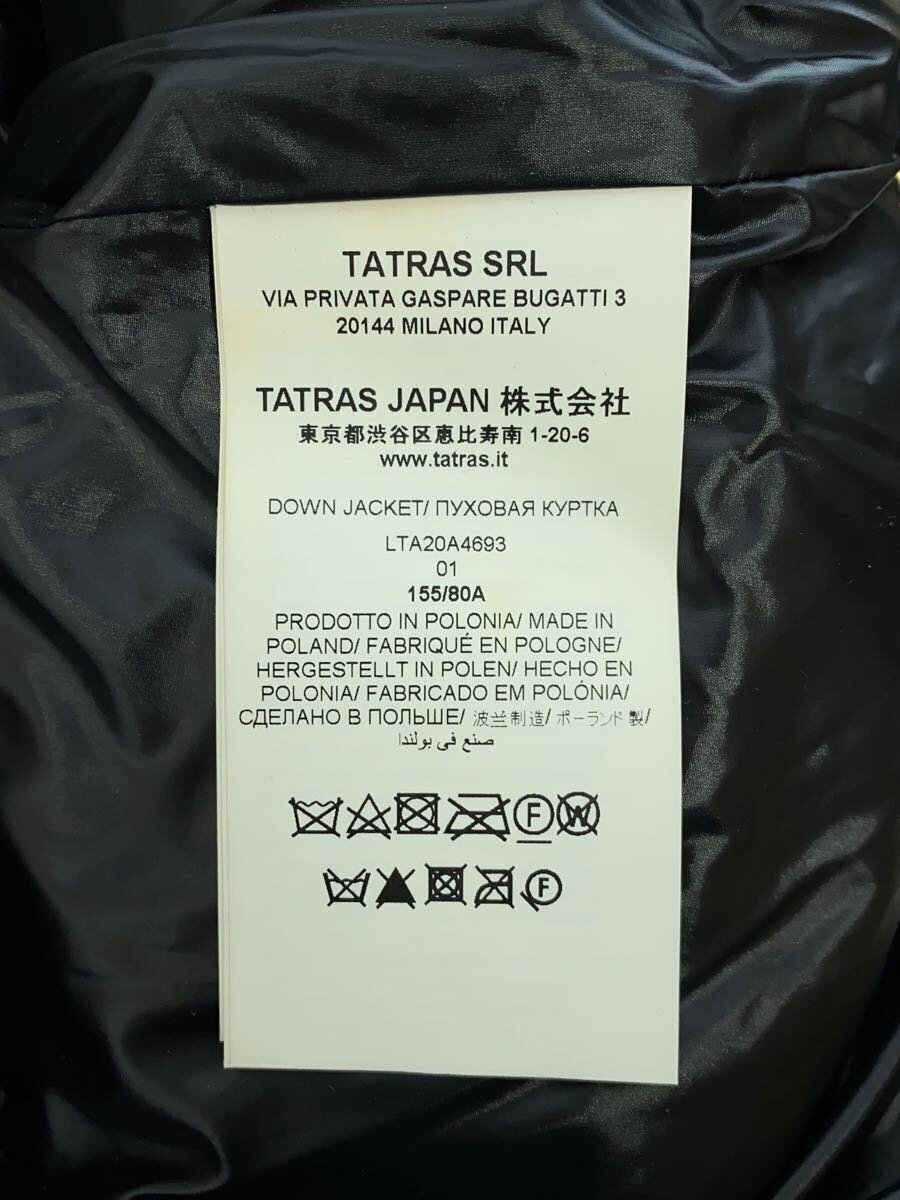 TATRAS SRL
VIA PRIVATA GASPARE BUGATTI 3
20144 MILANO ITALY
TATRAS JAPAN 株式会社
東京都渋谷区恵比寿南 1-20-6
www.tatras.it
DOWN JACKET/ ПУХОВАЯ КУРТКА
LTA20A4693
01
155/80A
PRODOTTO IN POLONIA/ MADE IN
POLAND/ FABRIQUÉ EN POLOGNE/
HERGESTELLT IN POLEN/ HECHO EN
POLONIA/ FABRICADO EM POLÓNIA/
СДЕЛАНО В ПОЛЬШЕ/ 波兰制造/ ポーランド製/
صنع في بولندا
F W
F